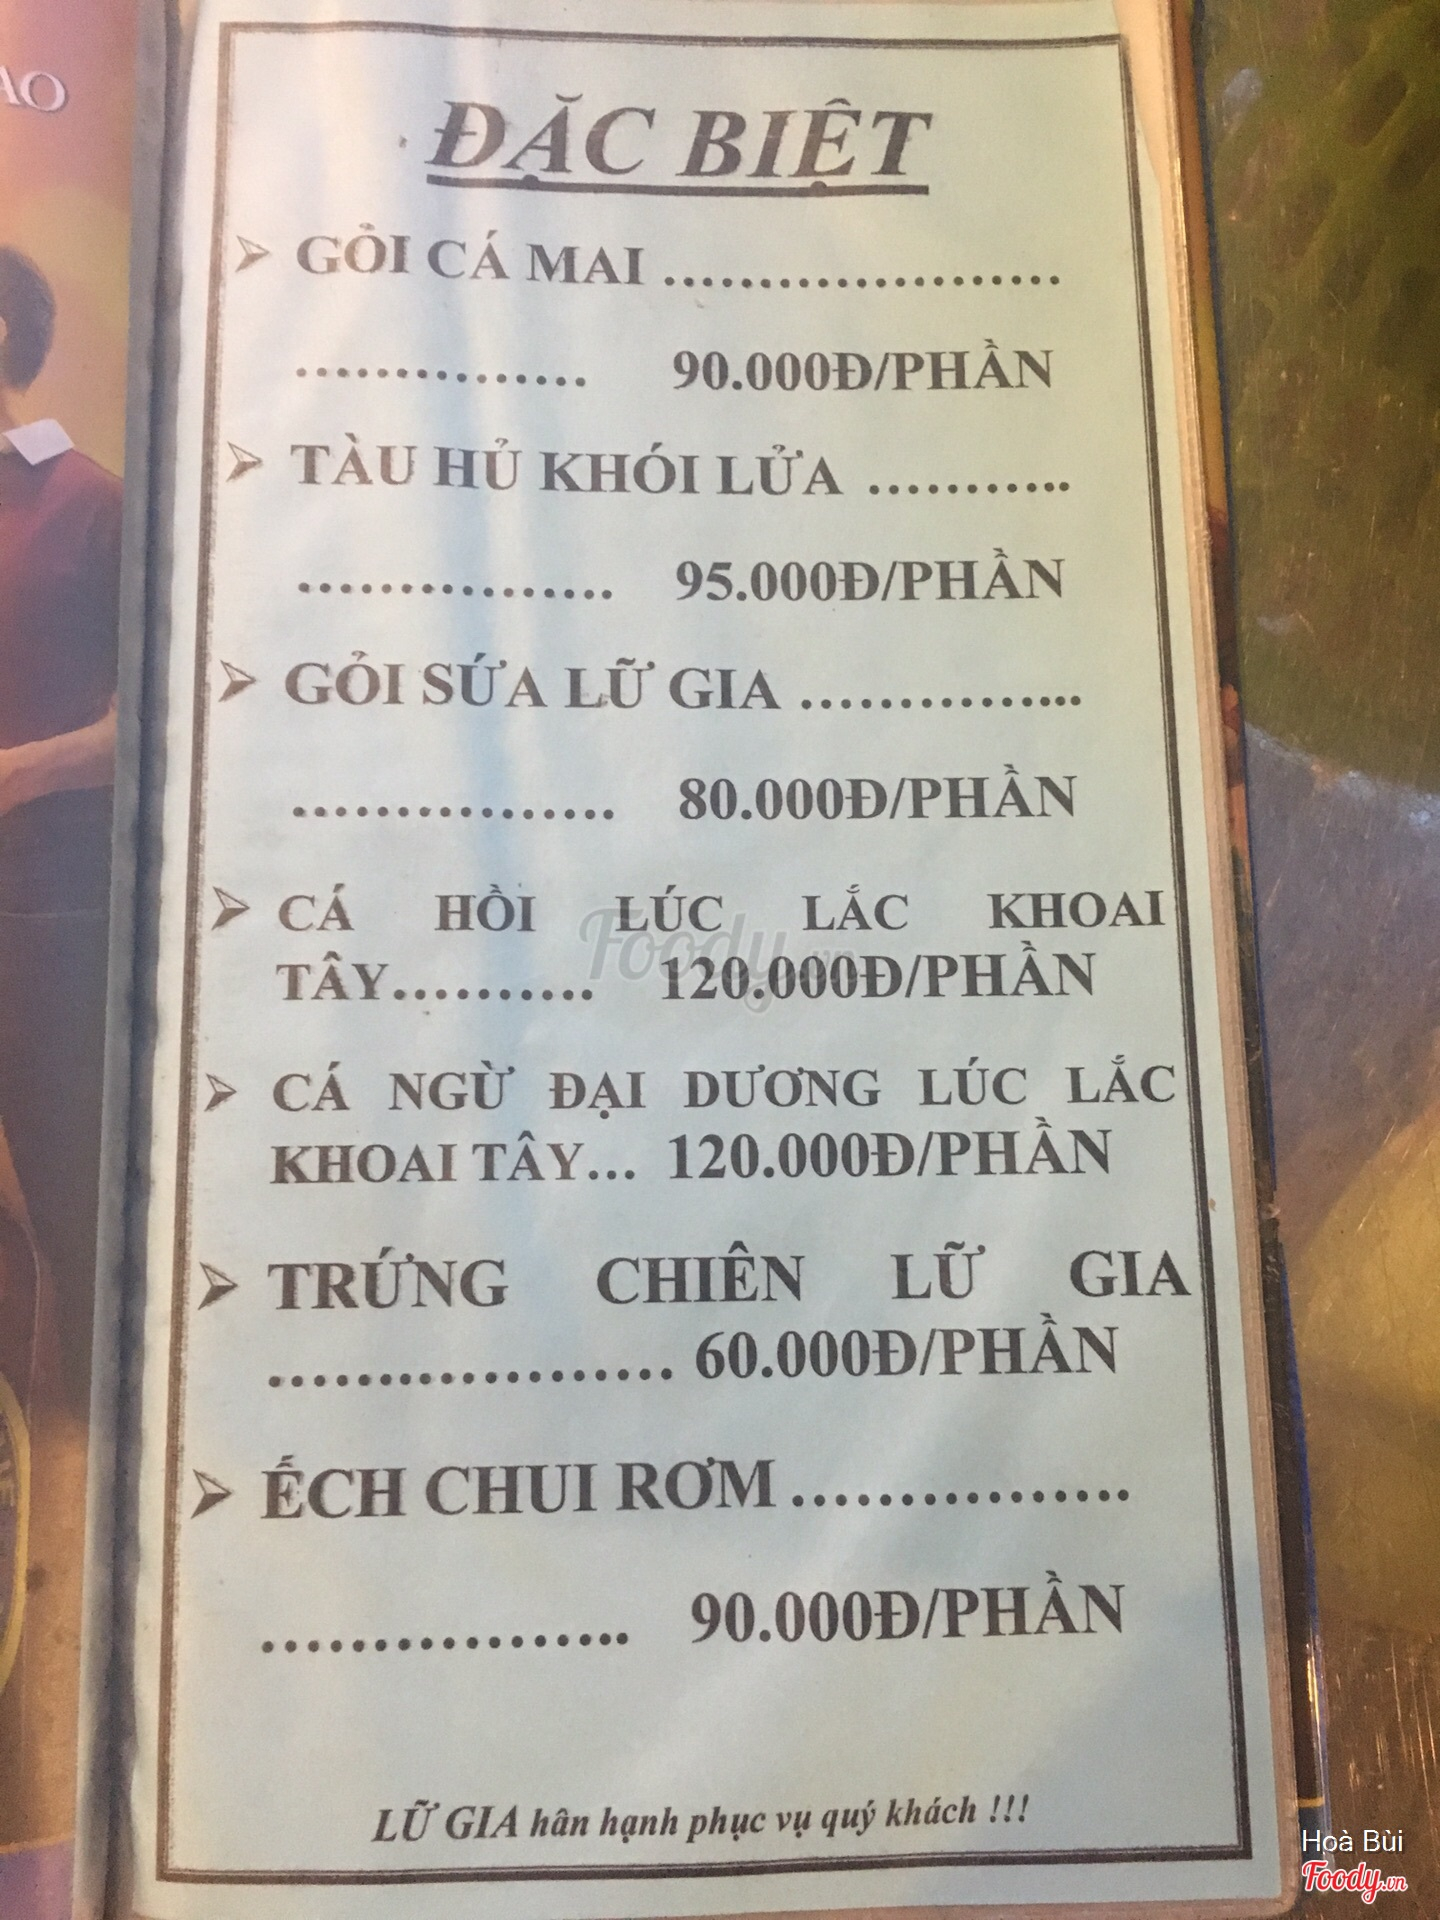 AO
ĐẶC BIỆT
➢ GỎI CÁ MAI .....................
............... 90.000Đ/PHẦN
➢ TÀU HỦ KHÓI LỬA ...........
................ 95.000Đ/PHẦN
➢ GỎI SỨA LỮ GIA ...............
................ 80.000Đ/PHẦN
➢ CÁ HỒI LÚC LẮC KHOAI
TÂY.......... 120.000Đ/PHẦN
➢ CÁ NGỪ ĐẠI DƯƠNG LÚC LẮC
KHOAI TÂY... 120.000Đ/PHẦN
➢ TRỨNG CHIÊN LỮ GIA
................... 60.000Đ/PHẦN
➢ ẾCH CHUI RƠM ................
................. 90.000Đ/PHẦN
LỮ GIA hân hạnh phục vụ quý khách !!!
Foody.vn
Hoà Bùi
Foody.vn